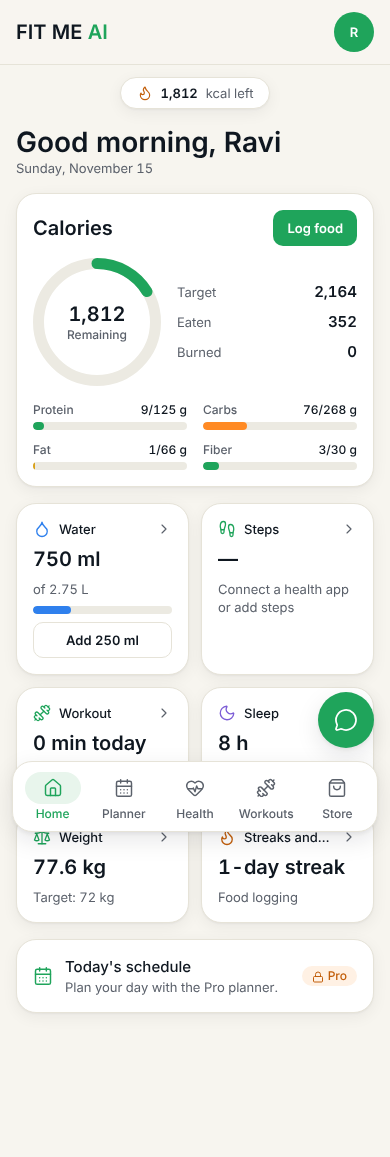 FIT ME AI
R
1,812 kcal left
Good morning, Ravi
Sunday, November 15
Calories
Log food
1,812
Remaining
Target 2,164
Eaten 352
Burned 0
Protein 9/125 g
Carbs 76/268 g
Fat 1/66 g
Fiber 3/30 g
Water
750 ml
of 2.75 L
Add 250 ml
Steps
—
Connect a health app
or add steps
Workout
0 min today
Sleep
8 h
Home
Planner
Health
Workouts
Store
Weight
77.6 kg
Target: 72 kg
Streaks and...
1-day streak
Food logging
Today's schedule
Plan your day with the Pro planner.
Pro